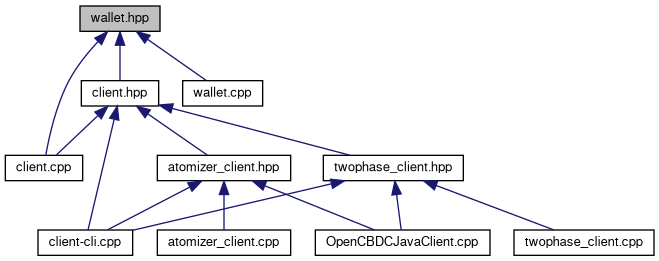 wallet.hpp
client.hpp
wallet.cpp
client.cpp
atomizer_client.hpp
twophase_client.hpp
client-cli.cpp
atomizer_client.cpp
OpenCBDCJavaClient.cpp
twophase_client.cpp